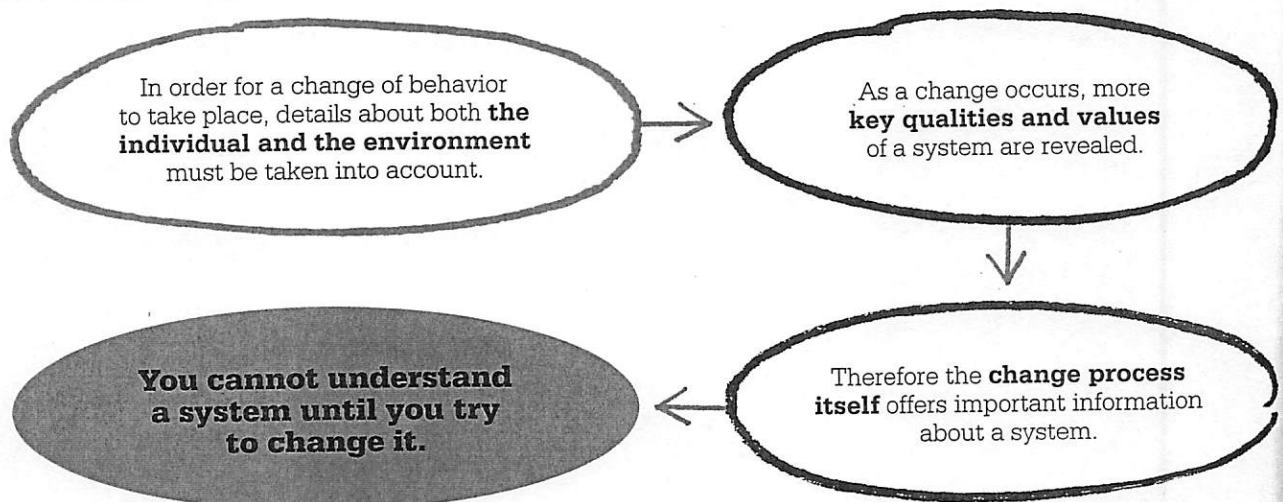 In order for a change of behavior
to take place, details about both the
individual and the environment
must be taken into account.
As a change occurs, more
key qualities and values
of a system are revealed.
Therefore the change process
itself offers important information
about a system.
You cannot understand
a system until you try
to change it.